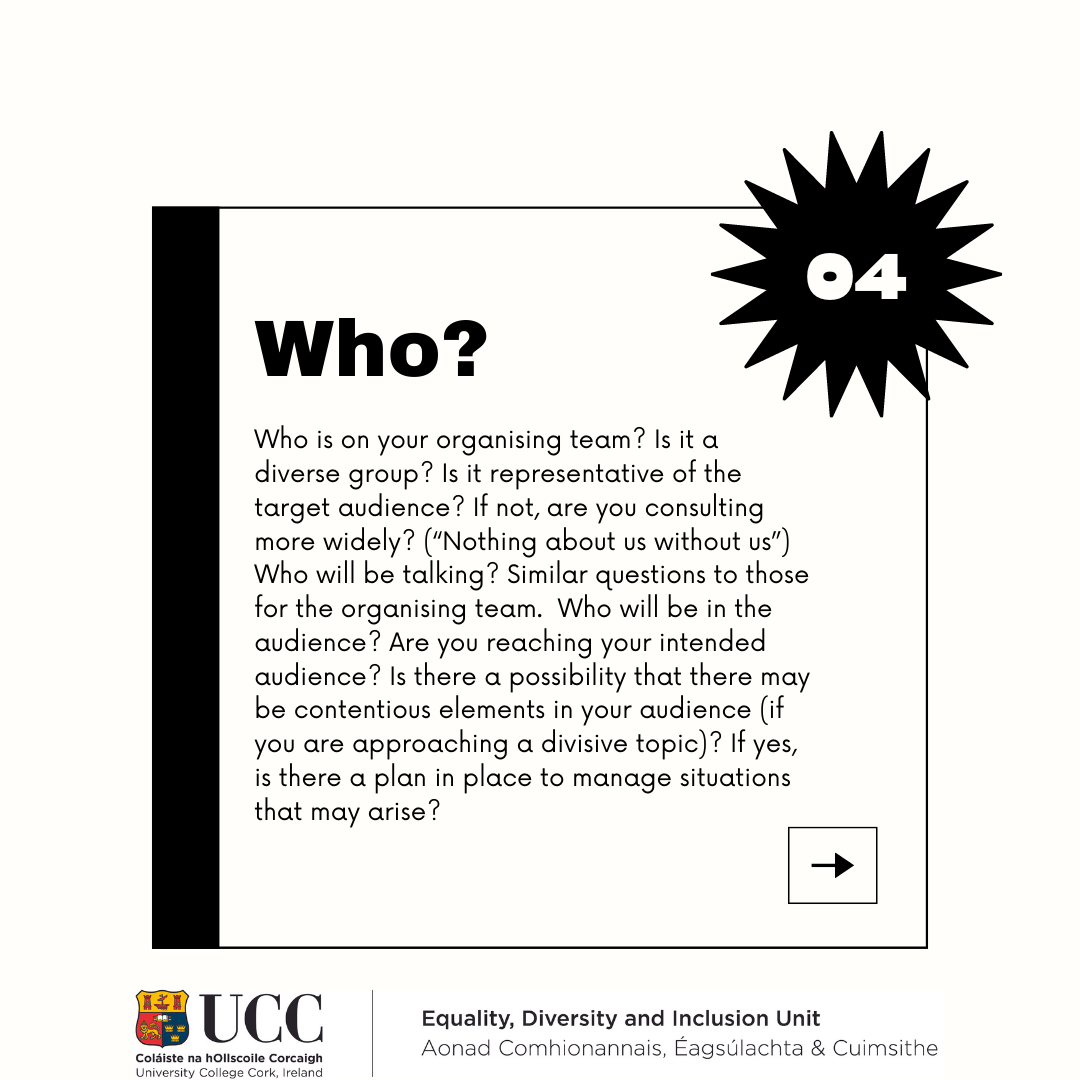 04
Who?
Who is on your organising team? Is it a
diverse group? Is it representative of the
target audience? If not, are you consulting
more widely? (“Nothing about us without us”)
Who will be talking? Similar questions to those
for the organising team.  Who will be in the
audience? Are you reaching your intended
audience? Is there a possibility that there may
be contentious elements in your audience (if
you are approaching a divisive topic)? If yes,
is there a plan in place to manage situations
that may arise?
UCC
Coláiste na hOllscoile Corcaigh
University College Cork, Ireland
Equality, Diversity and Inclusion Unit
Aonad Comhionannais, Éagsúlachta & Cuimsithe